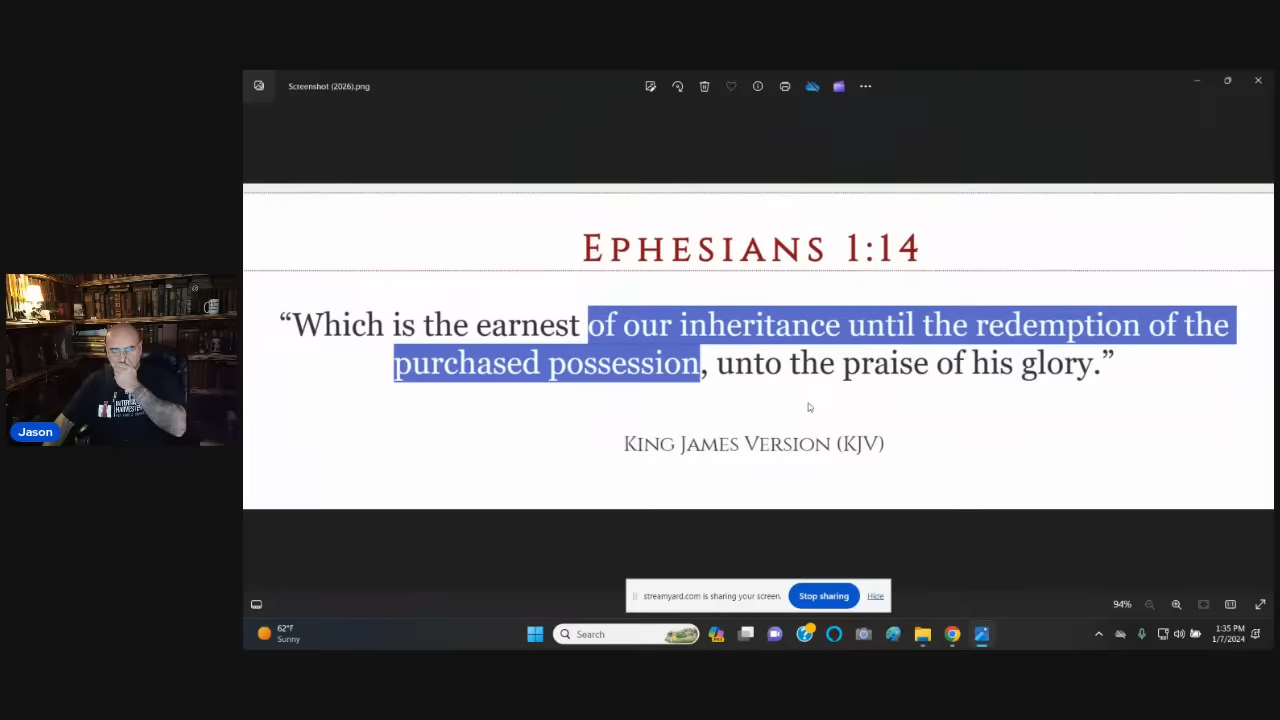 Screenshot (2026).png
EPHESIANS 1:14
“Which is the earnest of our inheritance until the redemption of the
purchased possession, unto the praise of his glory.”
KING JAMES VERSION (KJV)
Jason
INTERNA
HARVESTER
streamyard.com is sharing your screen.
Stop sharing
Hide
94%
62°F
Sunny
Search
1:35 PM
1/7/2024